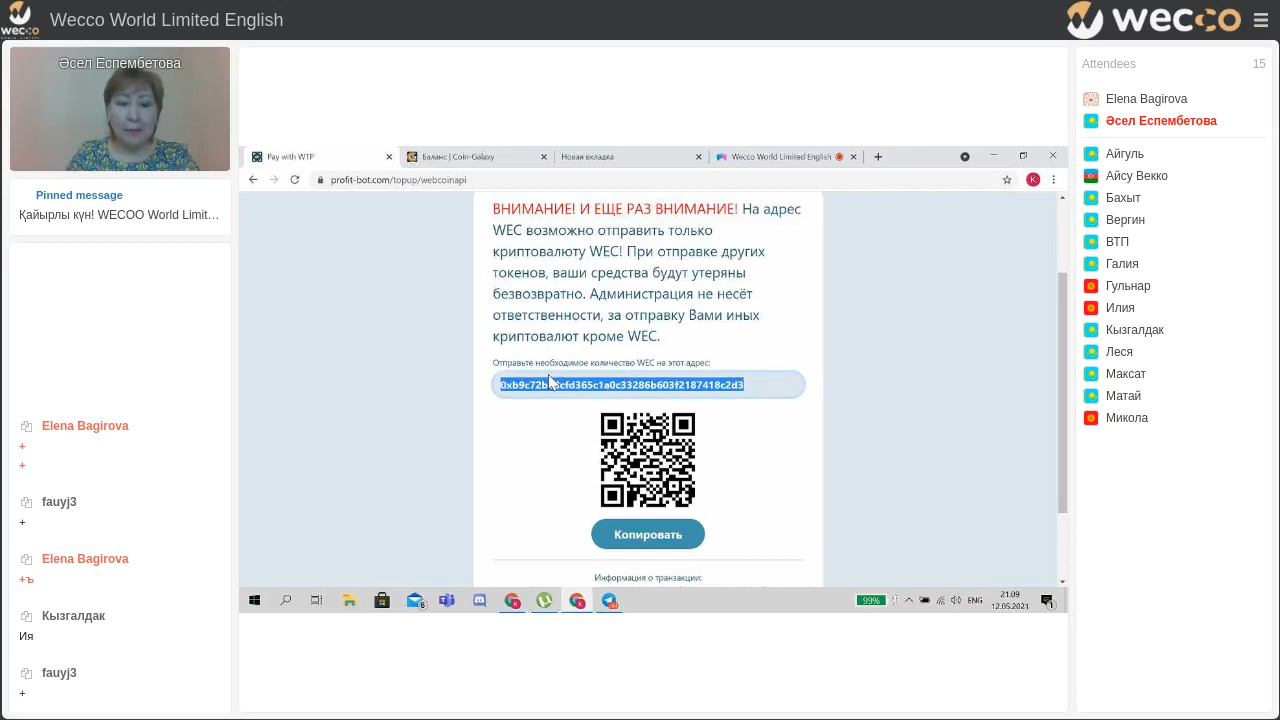 wecco
Wecco World Limited English
wecco
Әсел Еспембетова
Pinned message
Қайырлы күн! WECOO World Limit…
Elena Bagirova
+
+
fauyj3
+
Elena Bagirova
+ъ
Кызгалдак
Ия
fauyj3
+
Pay with WTP
Баланс | Coin-Galaxy
Новая вкладка
Wecco World Limited English
profit-bot.com/topup/webcoinapi
K
ВНИМАНИЕ! И ЕЩЕ РАЗ ВНИМАНИЕ! На адрес
WEC возможно отправить только
криптовалюту WEC! При отправке других
токенов, ваши средства будут утеряны
безвозвратно. Администрация не несёт
ответственности, за отправку Вами иных
криптовалют кроме WEC.
Отправьте необходимое количество WEC на этот адрес:
Копировать
Информация о транзакции:
99%
ENG
21:09
12.05.2021
Attendees 15
Elena Bagirova
Әсел Еспембетова
Айгуль
Айсу Векко
Бахыт
Вергин
ВТП
Галия
Гульнар
Илия
Кызгалдак
Леся
Максат
Матай
Микола